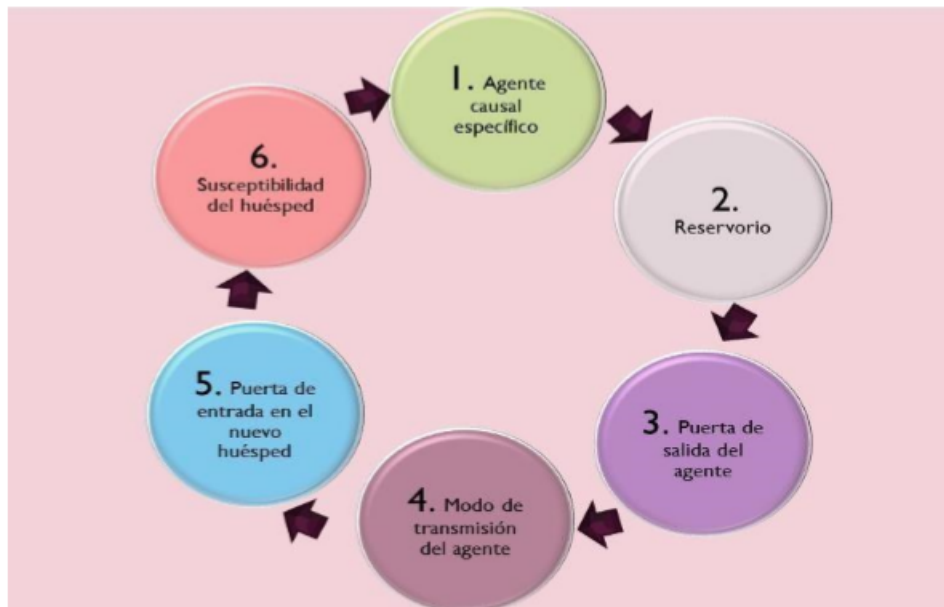 1. Agente
causal
específico
2.
Reservorio
3. Puerta de
salida del
agente
4. Modo de
transmisión
del agente
5. Puerta de
entrada en el
nuevo
huésped
6.
Susceptibilidad
del huésped